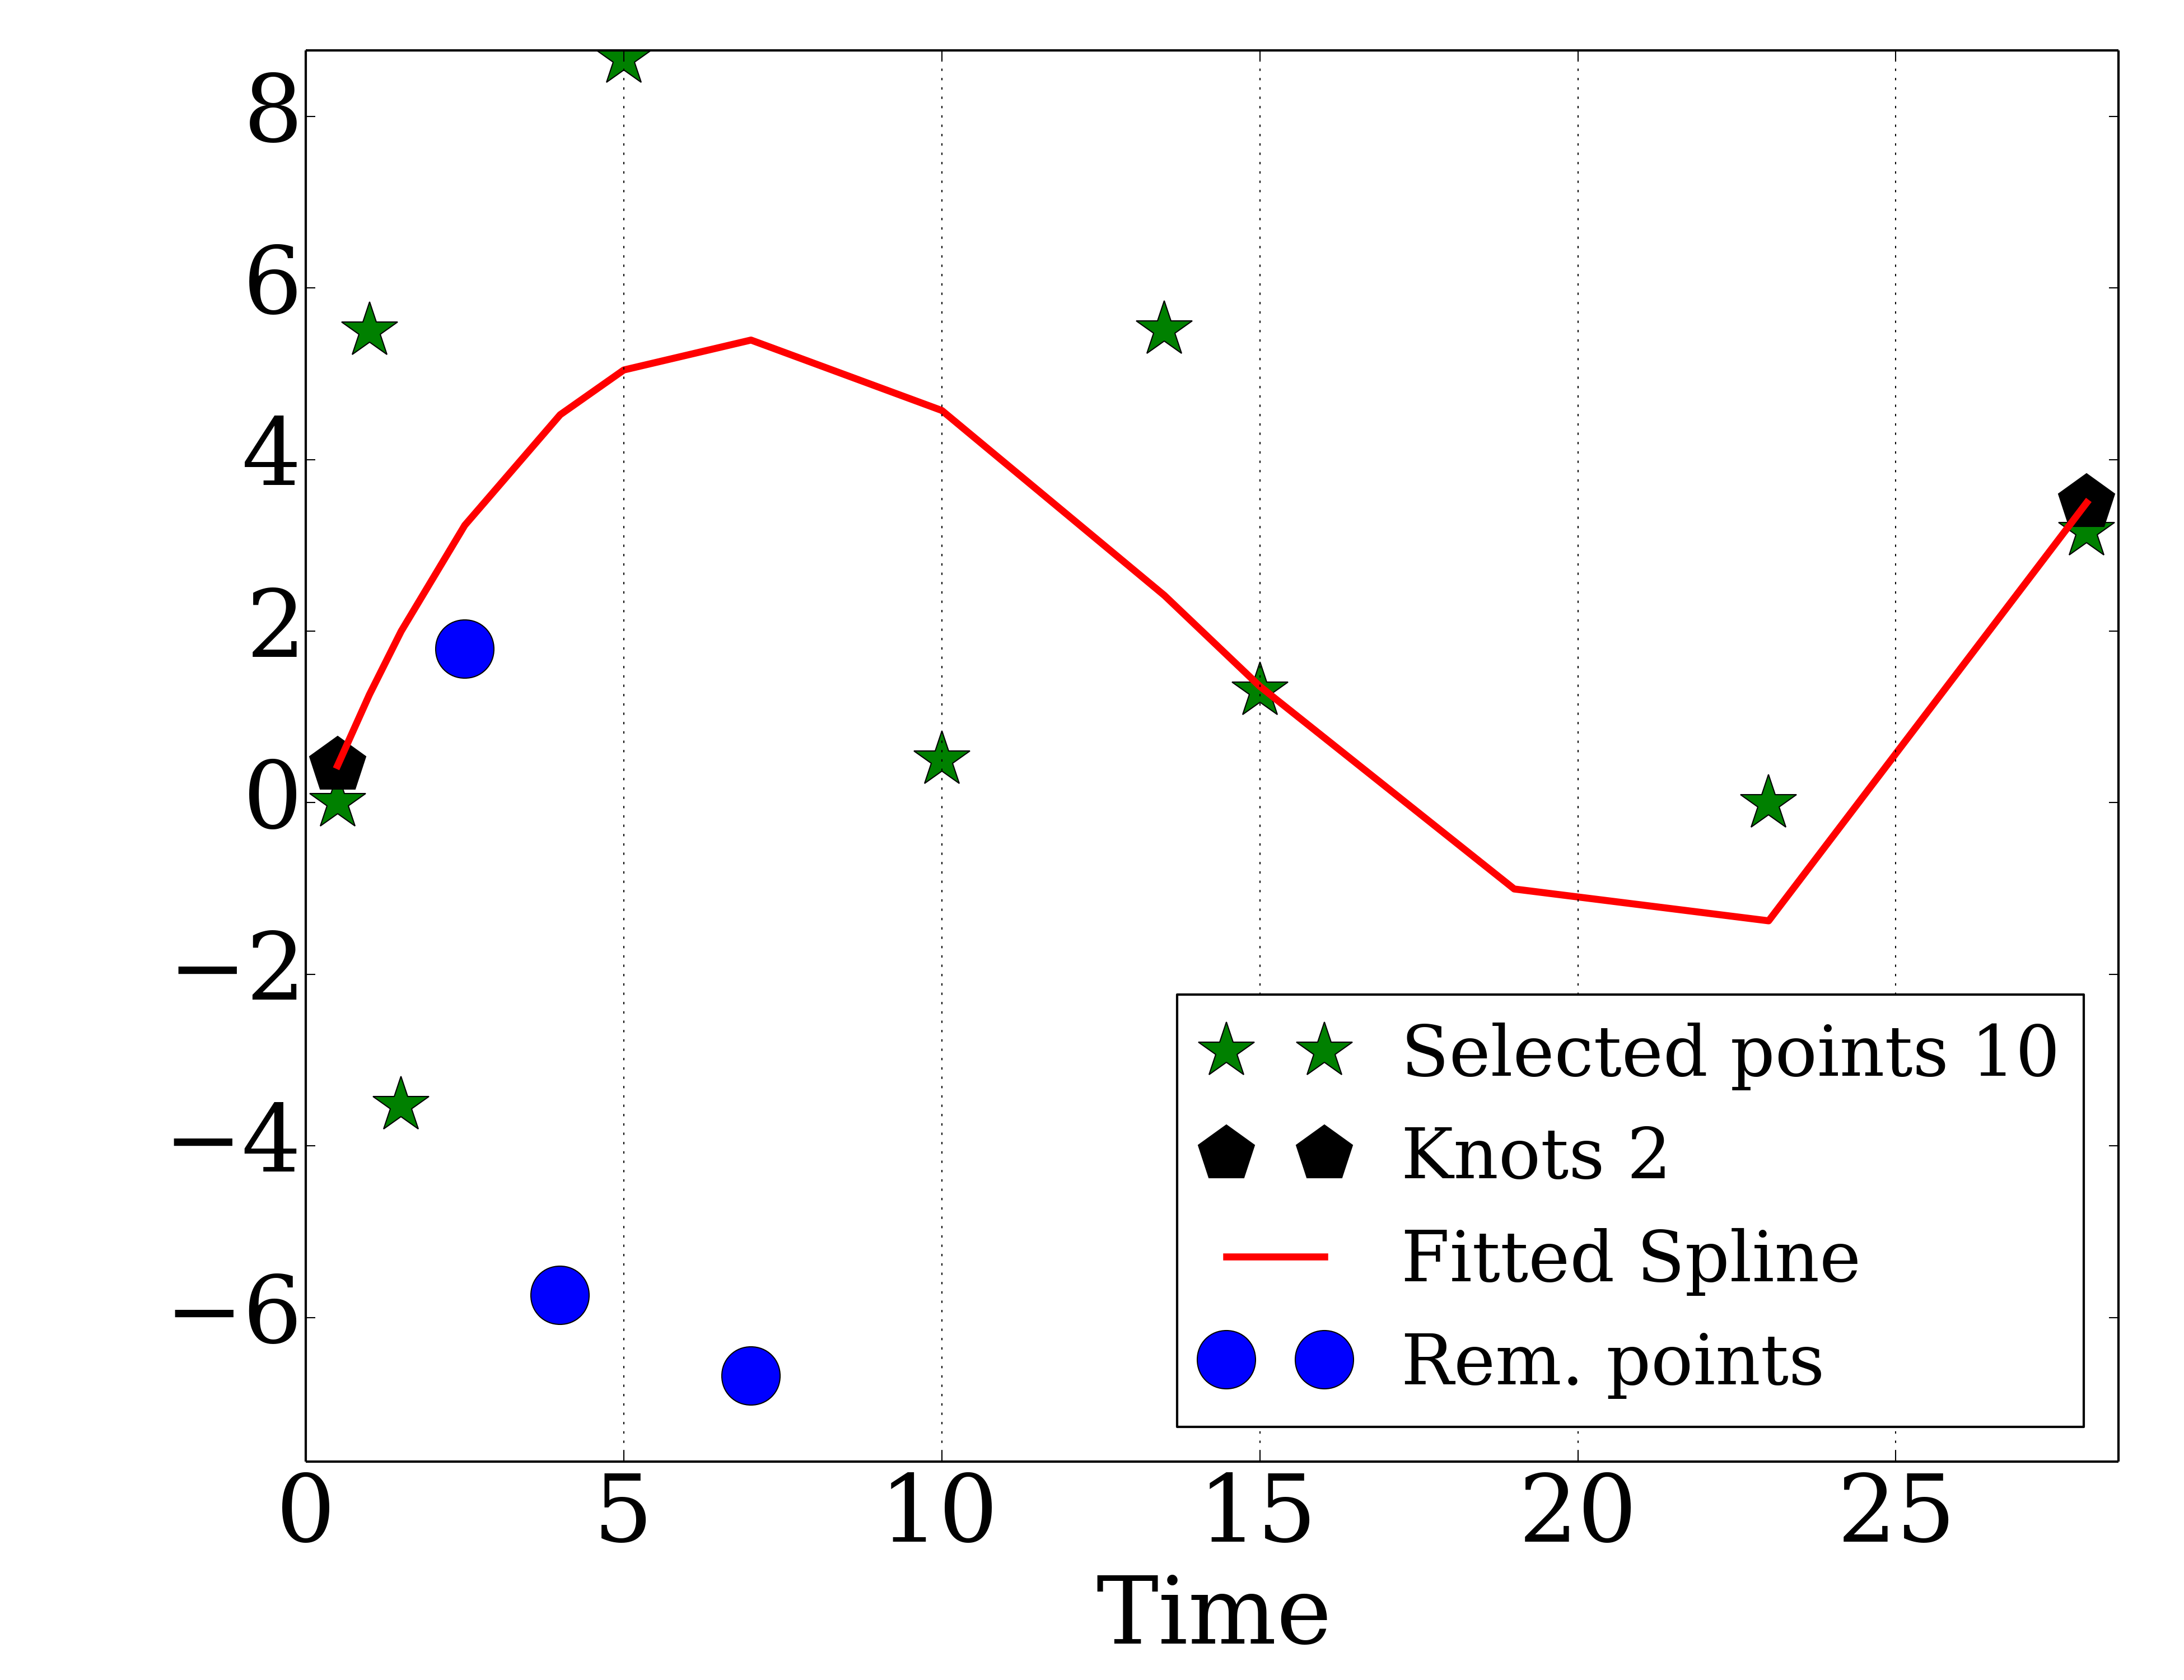 8
6
4
2
0
−2
−4
−6
Selected points 10
Knots 2
Fitted Spline
Rem. points
0 5 10 15 20 25
Time